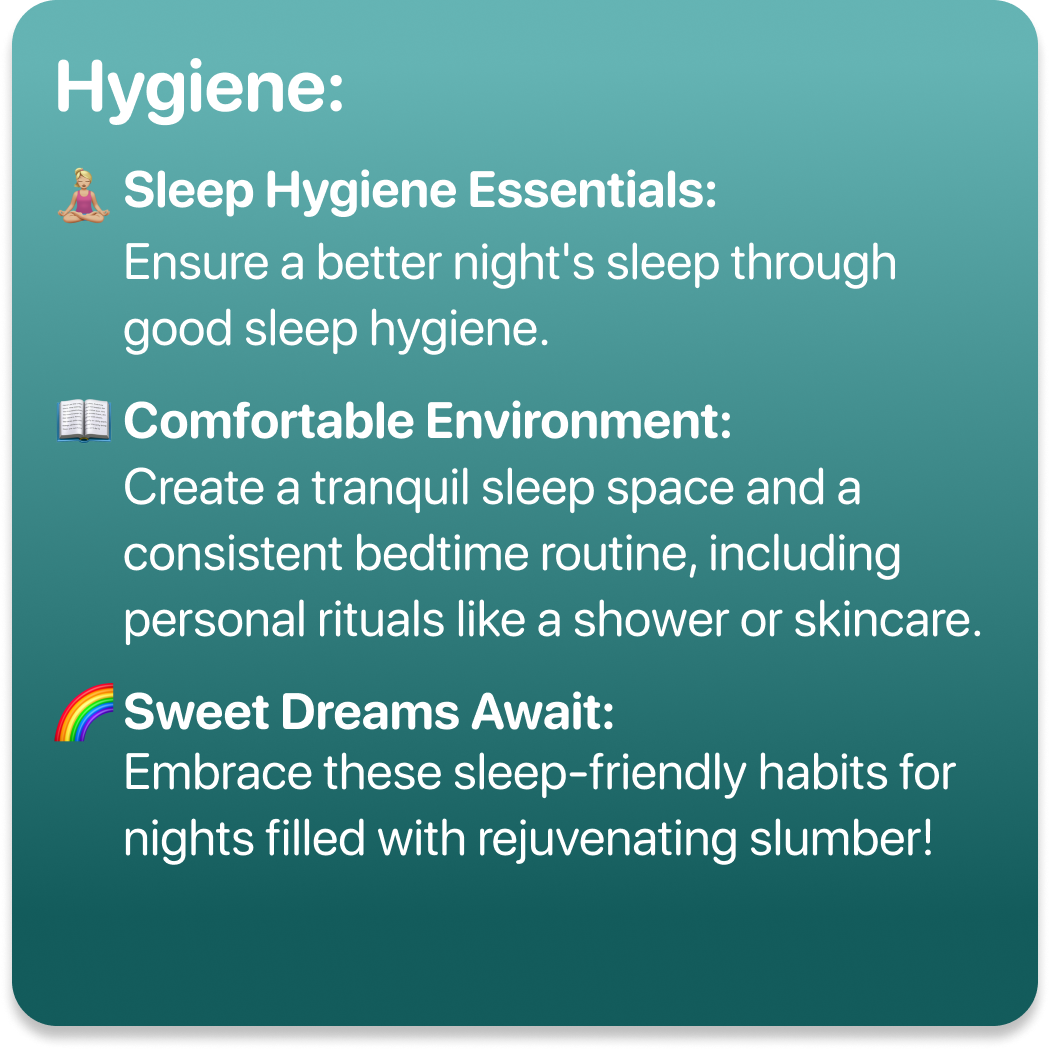 Hygiene:
🧘🏼‍♀️ Sleep Hygiene Essentials:
Ensure a better night's sleep through
good sleep hygiene.
📖 Comfortable Environment:
Create a tranquil sleep space and a
consistent bedtime routine, including
personal rituals like a shower or skincare.
🌈 Sweet Dreams Await:
Embrace these sleep-friendly habits for
nights filled with rejuvenating slumber!